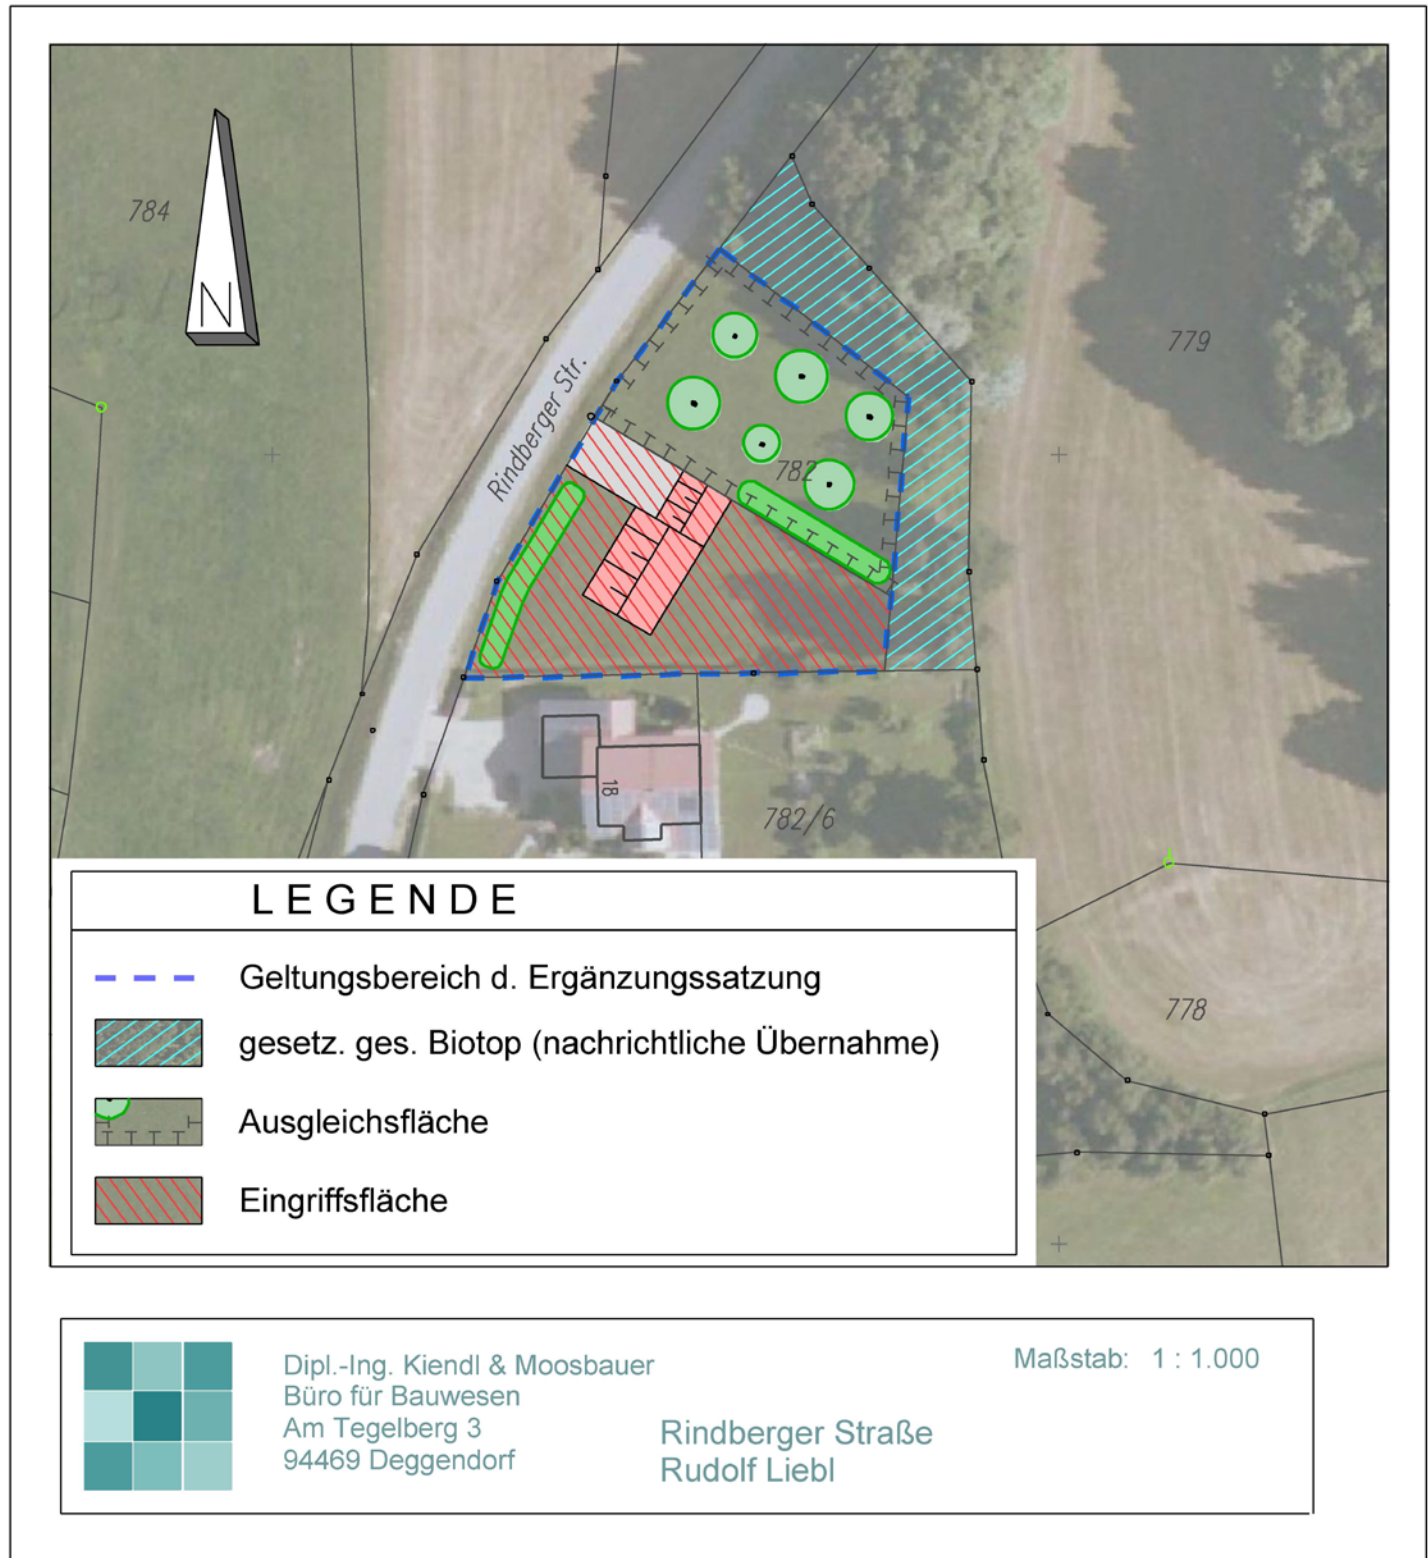 784
N
Rindberger Str.
779
782
18
782/6
778
LEGENDE
Geltungsbereich d. Ergänzungssatzung
gesetz. ges. Biotop (nachrichtliche Übernahme)
Ausgleichsfläche
Eingriffsfläche
Dipl.-Ing. Kiendl & Moosbauer
Büro für Bauwesen
Am Tegelberg 3
94469 Deggendorf
Maßstab: 1 : 1.000
Rindberger Straße
Rudolf Liebl